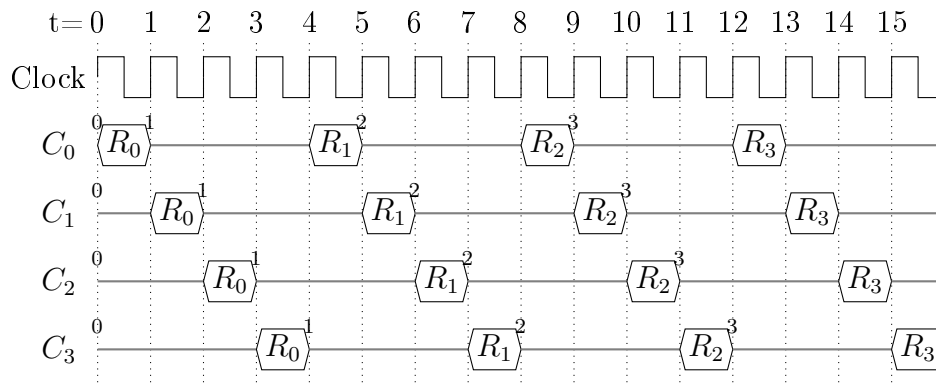 t= 0 1 2 3 4 5 6 7 8 9 10 11 12 13 14 15
Clock
0 1 2 3
C₀ R₀ R₁ R₂ R₃
0 1 2 3
C₁ R₀ R₁ R₂ R₃
0 1 2 3
C₂ R₀ R₁ R₂ R₃
0 1 2 3
C₃ R₀ R₁ R₂ R₃